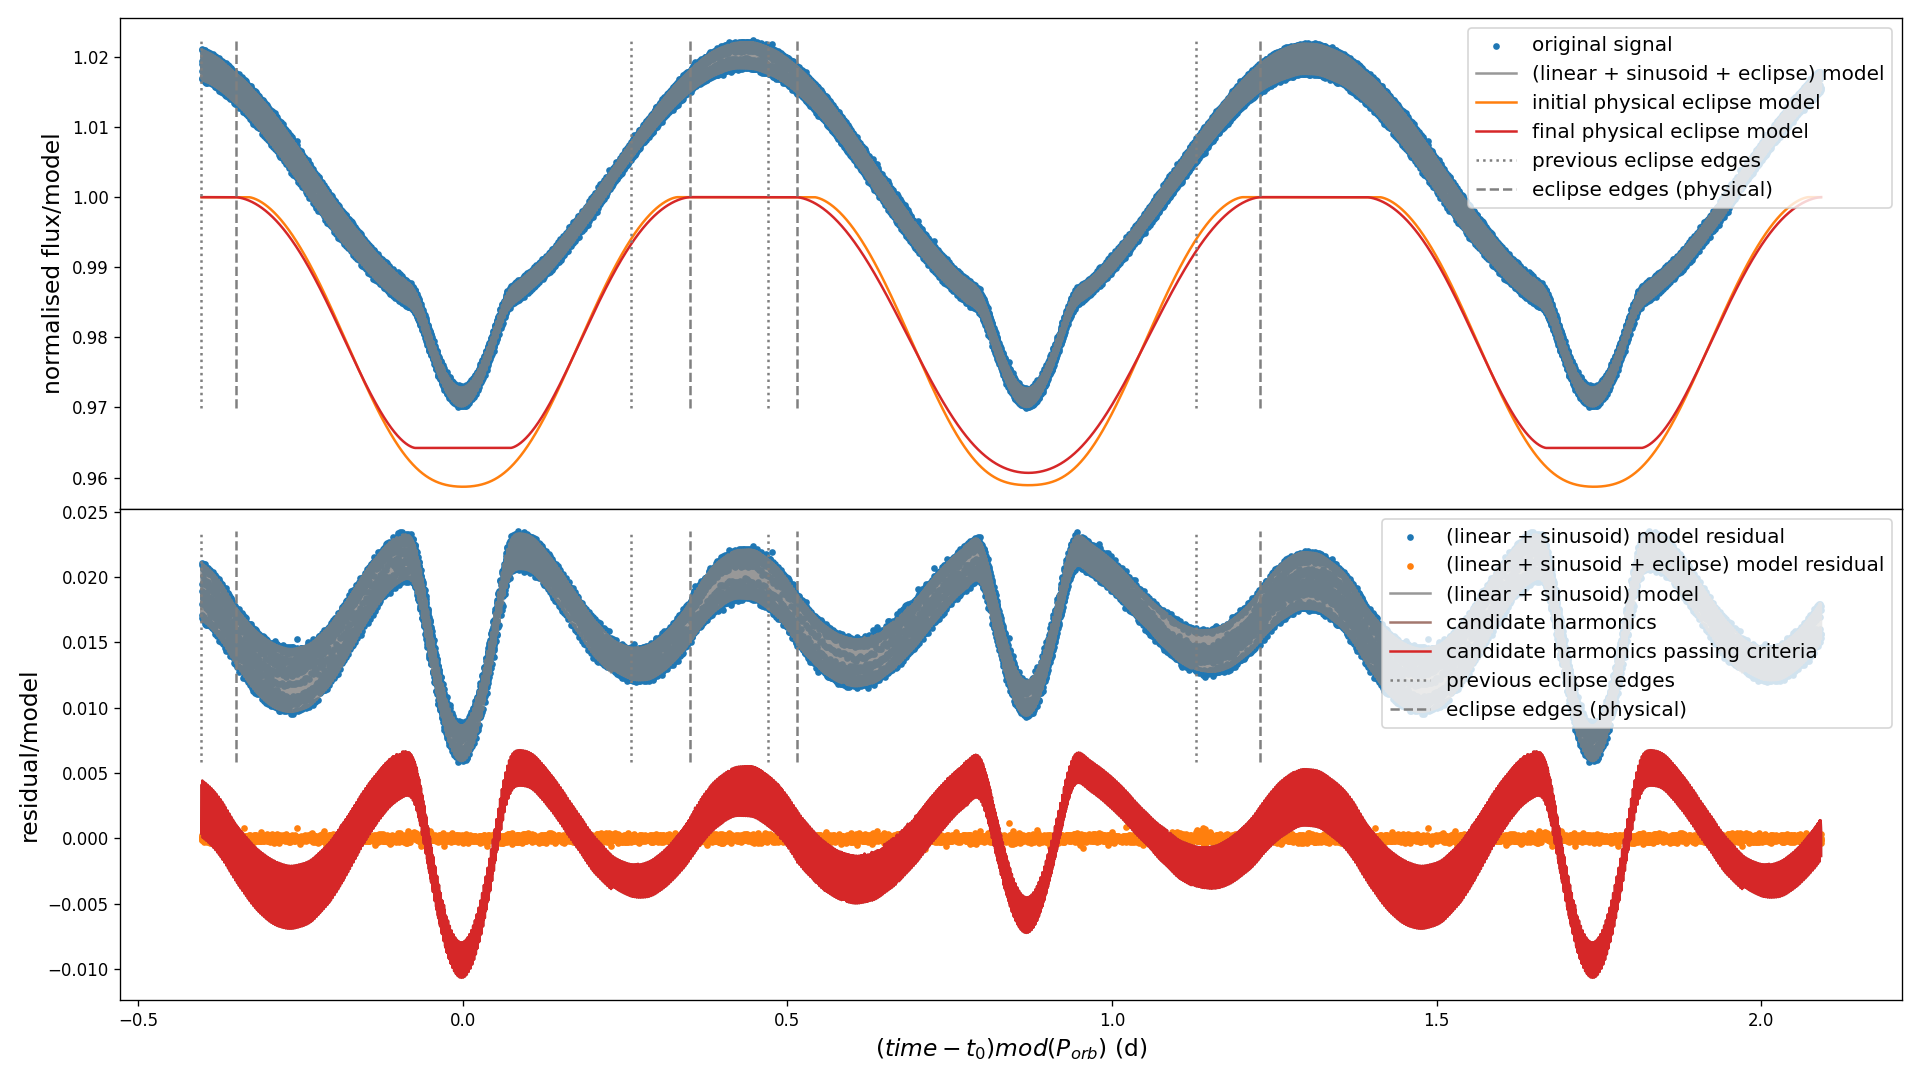 normalised flux/model
1.02
1.01
1.00
0.99
0.98
0.97
0.96
original signal
(linear + sinusoid + eclipse) model
initial physical eclipse model
final physical eclipse model
previous eclipse edges
eclipse edges (physical)
residual/model
0.025
0.020
0.015
0.010
0.005
0.000
−0.005
−0.010
(linear + sinusoid) model residual
(linear + sinusoid + eclipse) model residual
(linear + sinusoid) model
candidate harmonics
candidate harmonics passing criteria
previous eclipse edges
eclipse edges (physical)
−0.5 0.0 0.5 1.0 1.5 2.0
(time − t₀)mod(P_orb) (d)